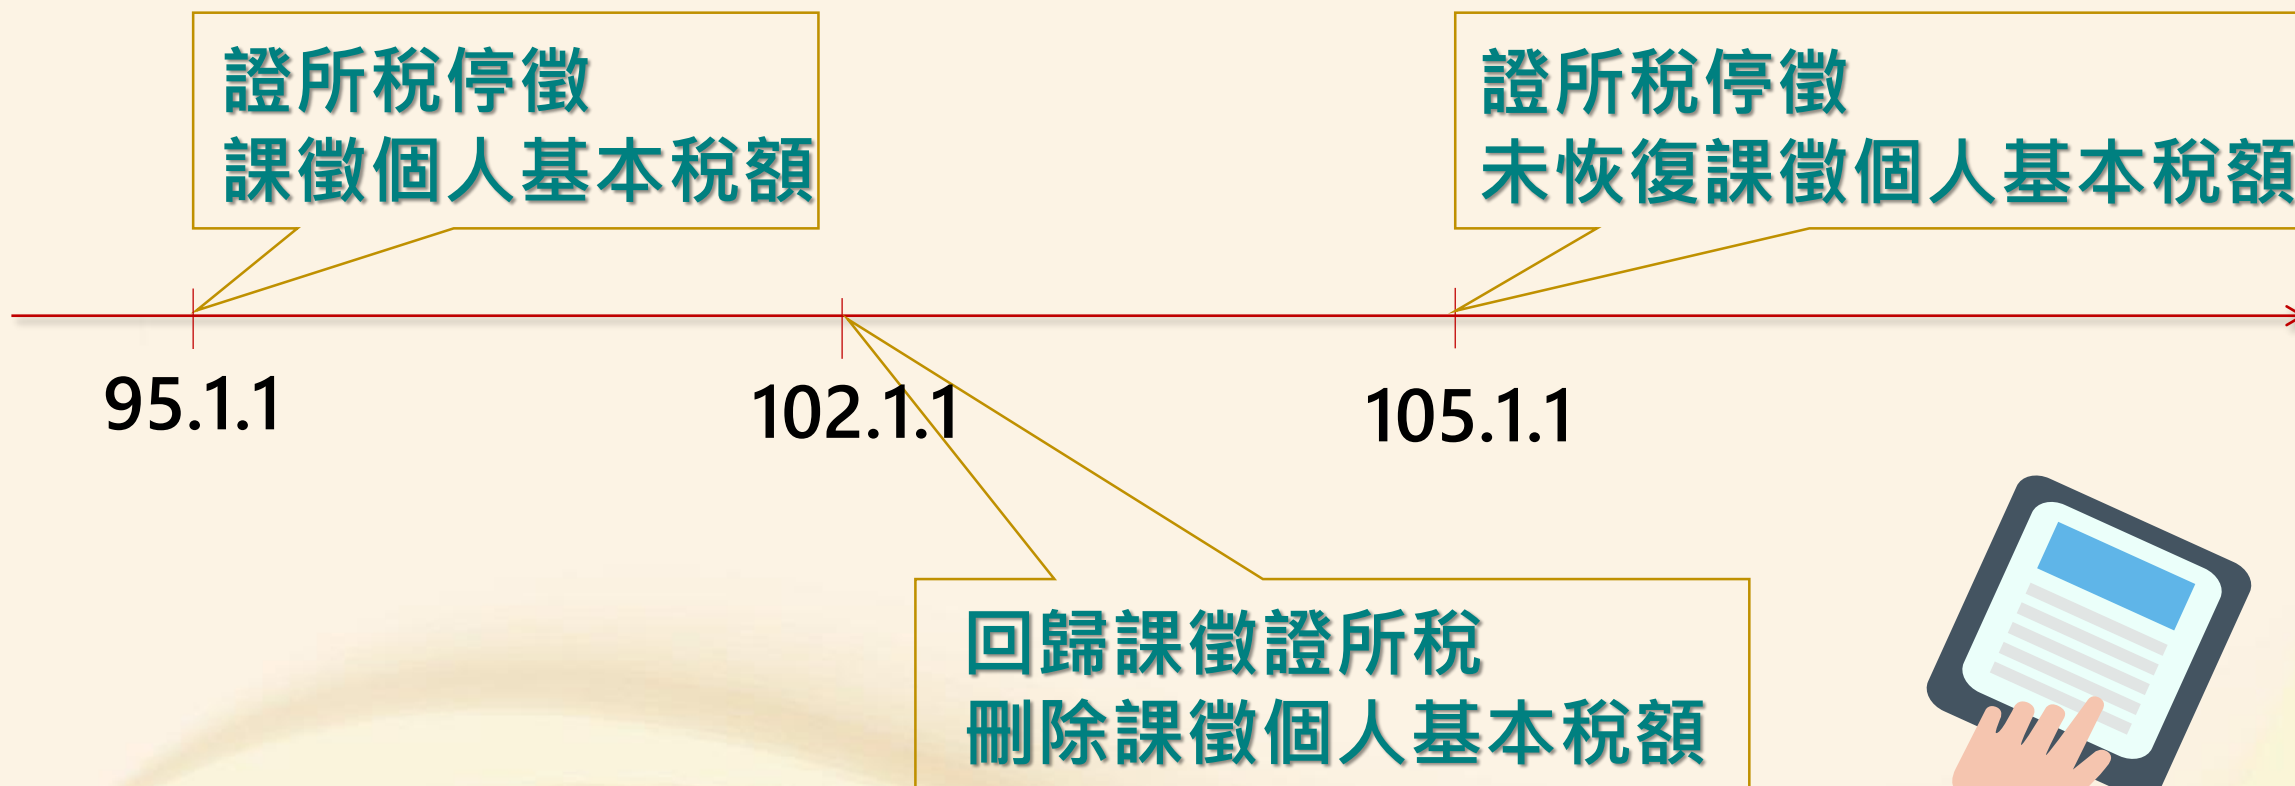 證所稅停徵
課徵個人基本稅額
證所稅停徵
未恢復課徵個人基本稅額
95.1.1
102.1.1
105.1.1
回歸課徵證所稅
刪除課徵個人基本稅額